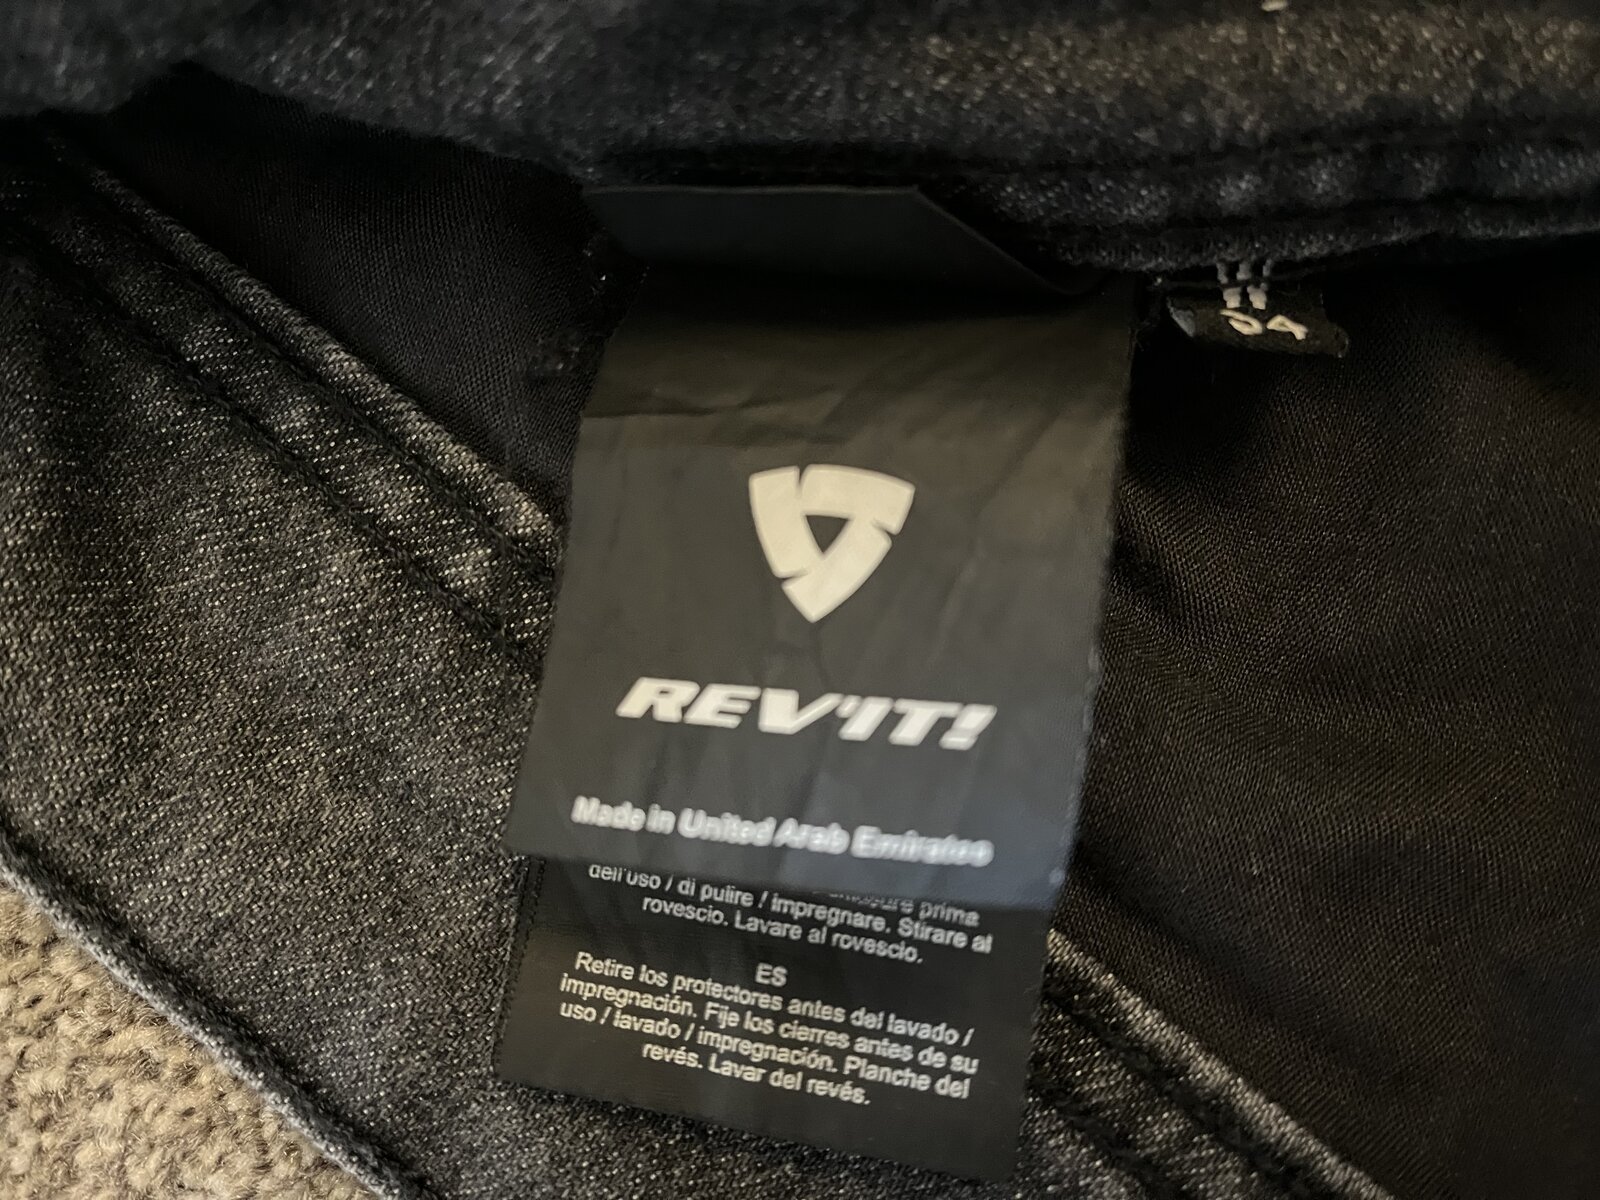 34
REV'IT!
Made in United Arab Emirates
dell'uso / di pulire / impregnare. Stirare al
prima
rovescio. Lavare al rovescio.
ES
Retire los protectores antes del lavado /
impregnación. Fije los cierres antes de su
uso / lavado / impregnación. Planche del
revés. Lavar del revés.